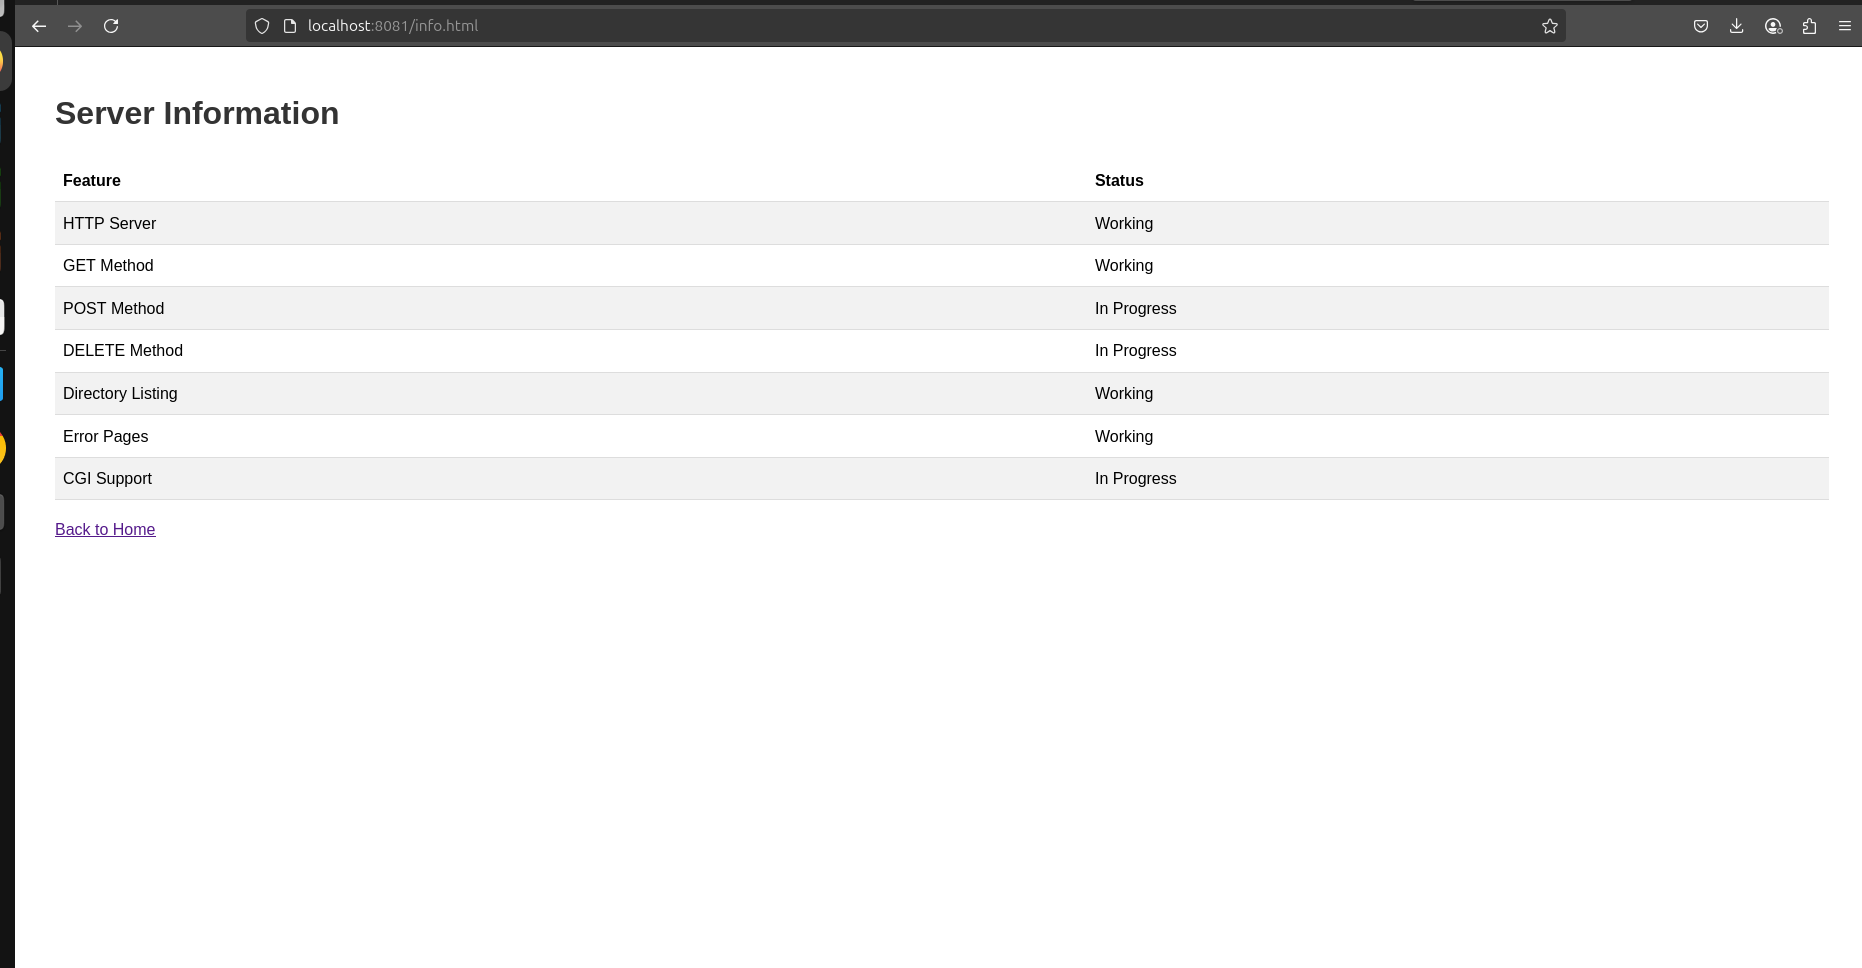 localhost:8081/info.html
Server Information
Feature Status
HTTP Server Working
GET Method Working
POST Method In Progress
DELETE Method In Progress
Directory Listing Working
Error Pages Working
CGI Support In Progress
Back to Home